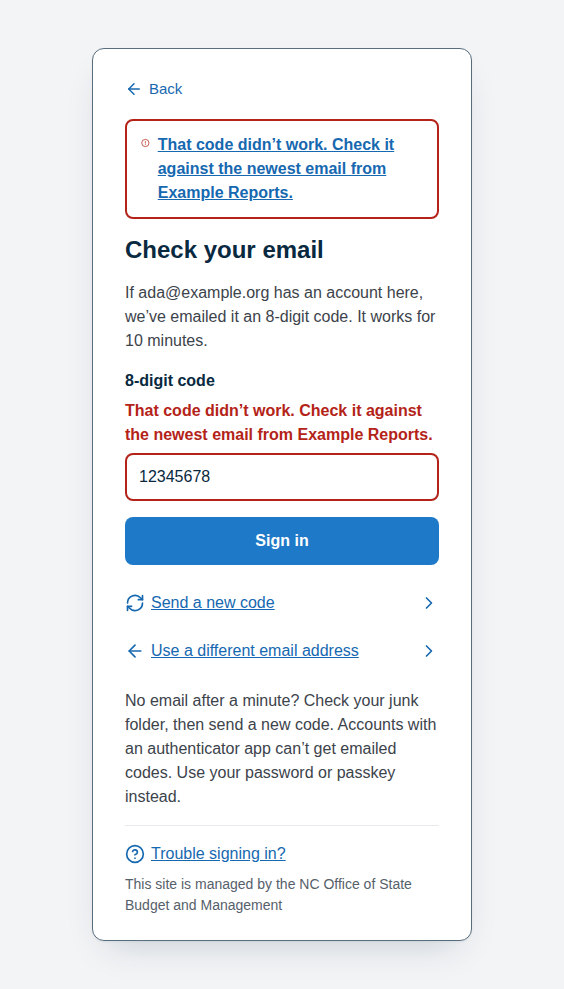 Back
That code didn’t work. Check it
against the newest email from
Example Reports.
Check your email
If ada@example.org has an account here,
we’ve emailed it an 8-digit code. It works for
10 minutes.
8-digit code
That code didn’t work. Check it against
the newest email from Example Reports.
12345678
Sign in
Send a new code
Use a different email address
No email after a minute? Check your junk
folder, then send a new code. Accounts with
an authenticator app can’t get emailed
codes. Use your password or passkey
instead.
Trouble signing in?
This site is managed by the NC Office of State
Budget and Management